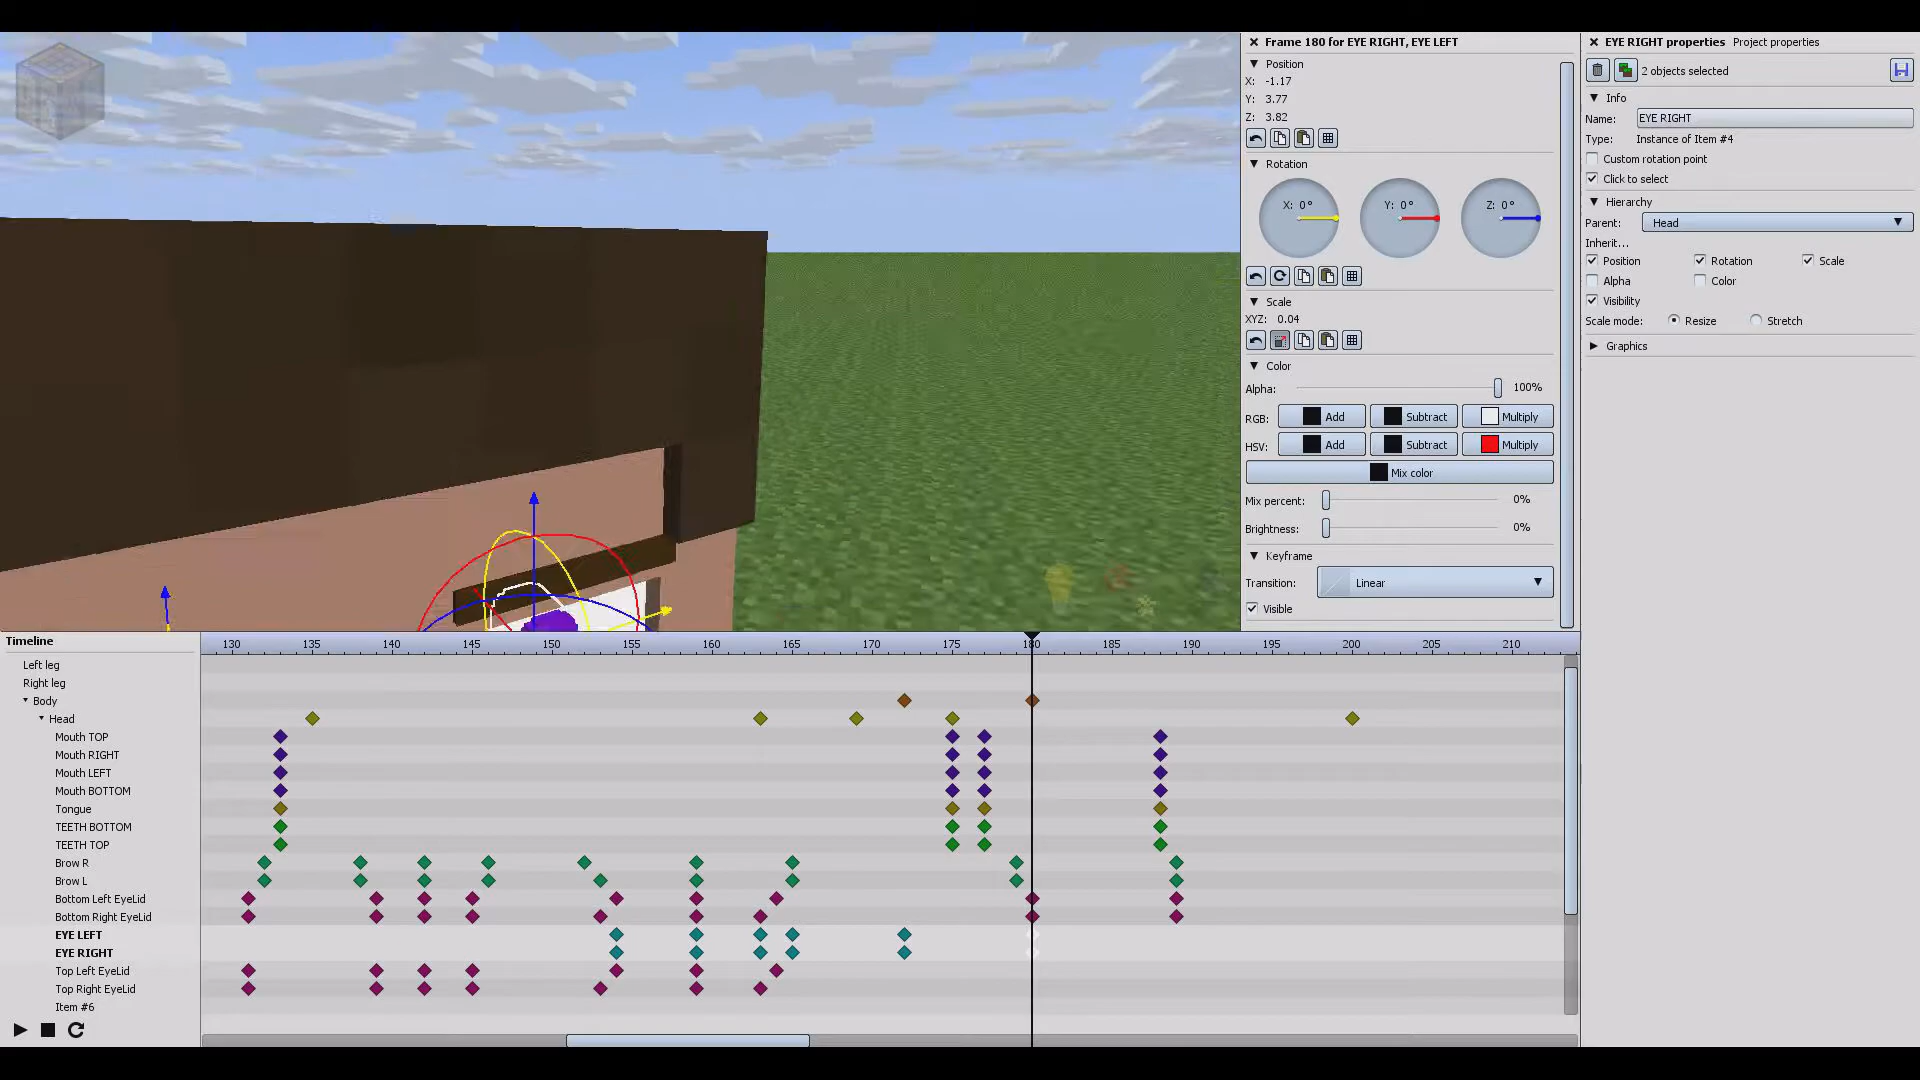 Frame 180 for EYE RIGHT, EYE LEFT
Position
X: -1.17
Y: 3.77
Z: 3.82
Rotation
X: 0° Y: 0° Z: 0°
Scale
XYZ: 0.04
Color
Alpha: 100%
RGB: Add Subtract Multiply
HSV: Add Subtract Multiply
Mix color
Mix percent: 0%
Brightness: 0%
Keyframe
Transition: Linear
Visible
EYE RIGHT properties Project properties
2 objects selected
Info
Name: EYE RIGHT
Type: Instance of Item #4
Custom rotation point
Click to select
Hierarchy
Parent: Head
Inherit...
Position Rotation Scale
Alpha Color
Visibility
Scale mode: Resize Stretch
Graphics
Timeline
130 135 140 145 150 155 160 165 170 175 180 185 190 195 200 205 210
Left leg
Right leg
Body
Head
Mouth TOP
Mouth RIGHT
Mouth LEFT
Mouth BOTTOM
Tongue
TEETH BOTTOM
TEETH TOP
Brow R
Brow L
Bottom Left EyeLid
Bottom Right EyeLid
EYE LEFT
EYE RIGHT
Top Left EyeLid
Top Right EyeLid
Item #6